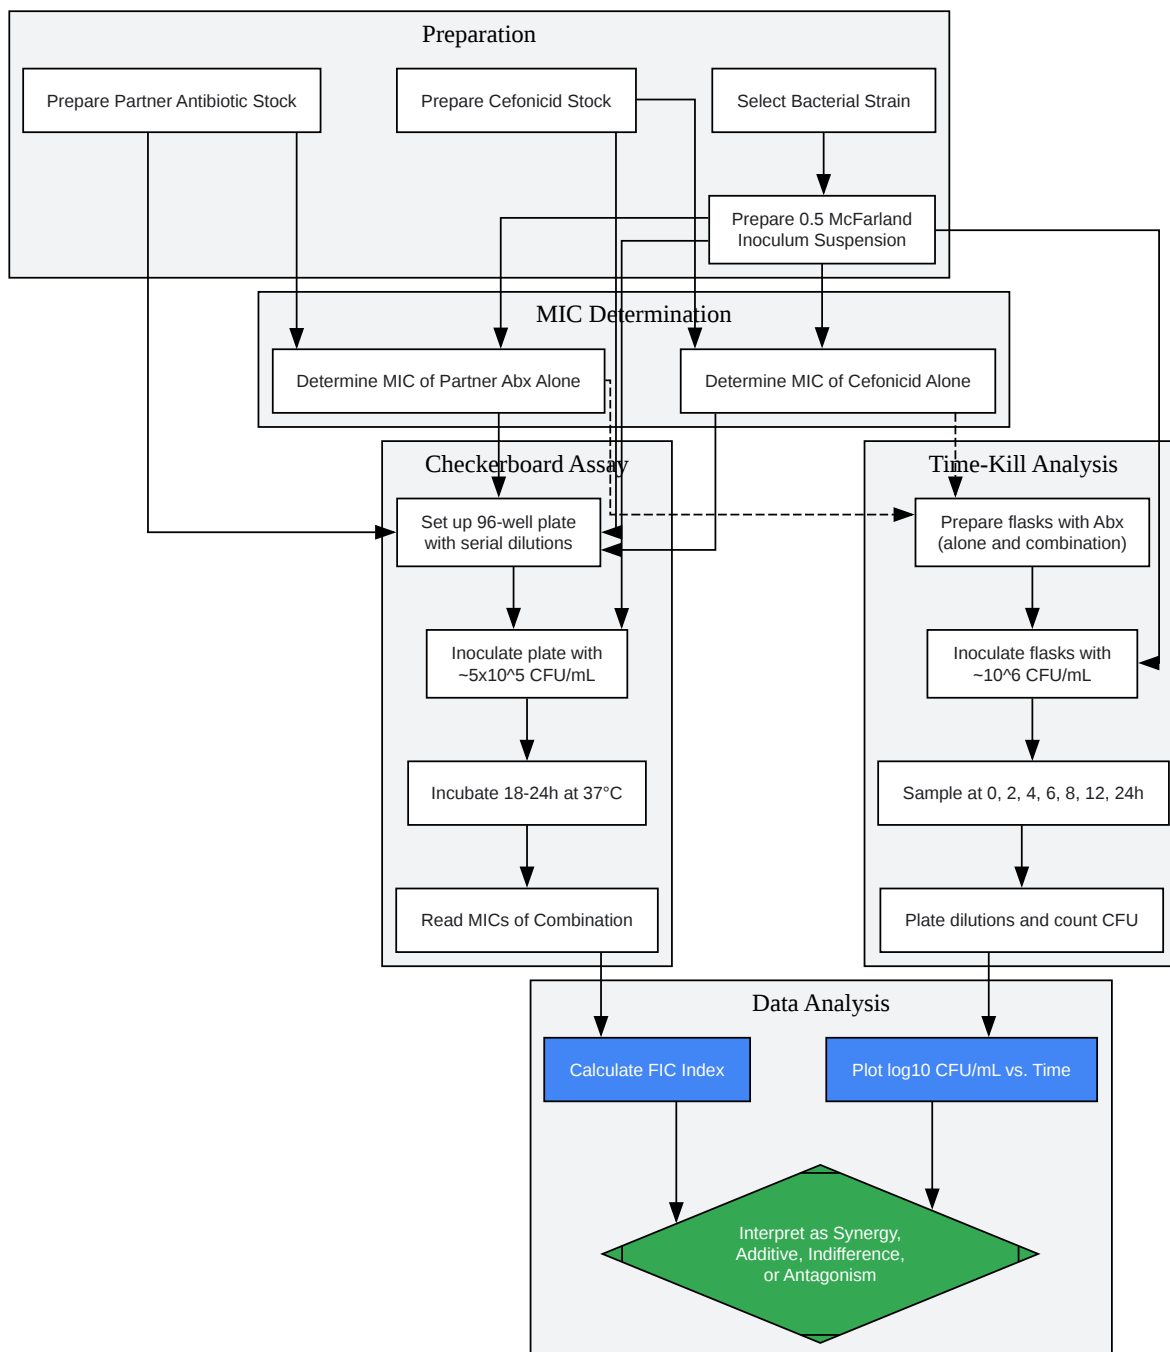 Preparation
Prepare Partner Antibiotic Stock
Prepare Cefonicid Stock
Select Bacterial Strain
Prepare 0.5 McFarland
Inoculum Suspension
MIC Determination
Determine MIC of Partner Abx Alone
Determine MIC of Cefonicid Alone
Checkerboard Assay
Time-Kill Analysis
Set up 96-well plate
with serial dilutions
Prepare flasks with Abx
(alone and combination)
Inoculate plate with
~5x10^5 CFU/mL
Inoculate flasks with
~10^6 CFU/mL
Incubate 18-24h at 37°C
Sample at 0, 2, 4, 6, 8, 12, 24h
Read MICs of Combination
Plate dilutions and count CFU
Data Analysis
Calculate FIC Index
Plot log10 CFU/mL vs. Time
Interpret as Synergy,
Additive, Indifference,
or Antagonism